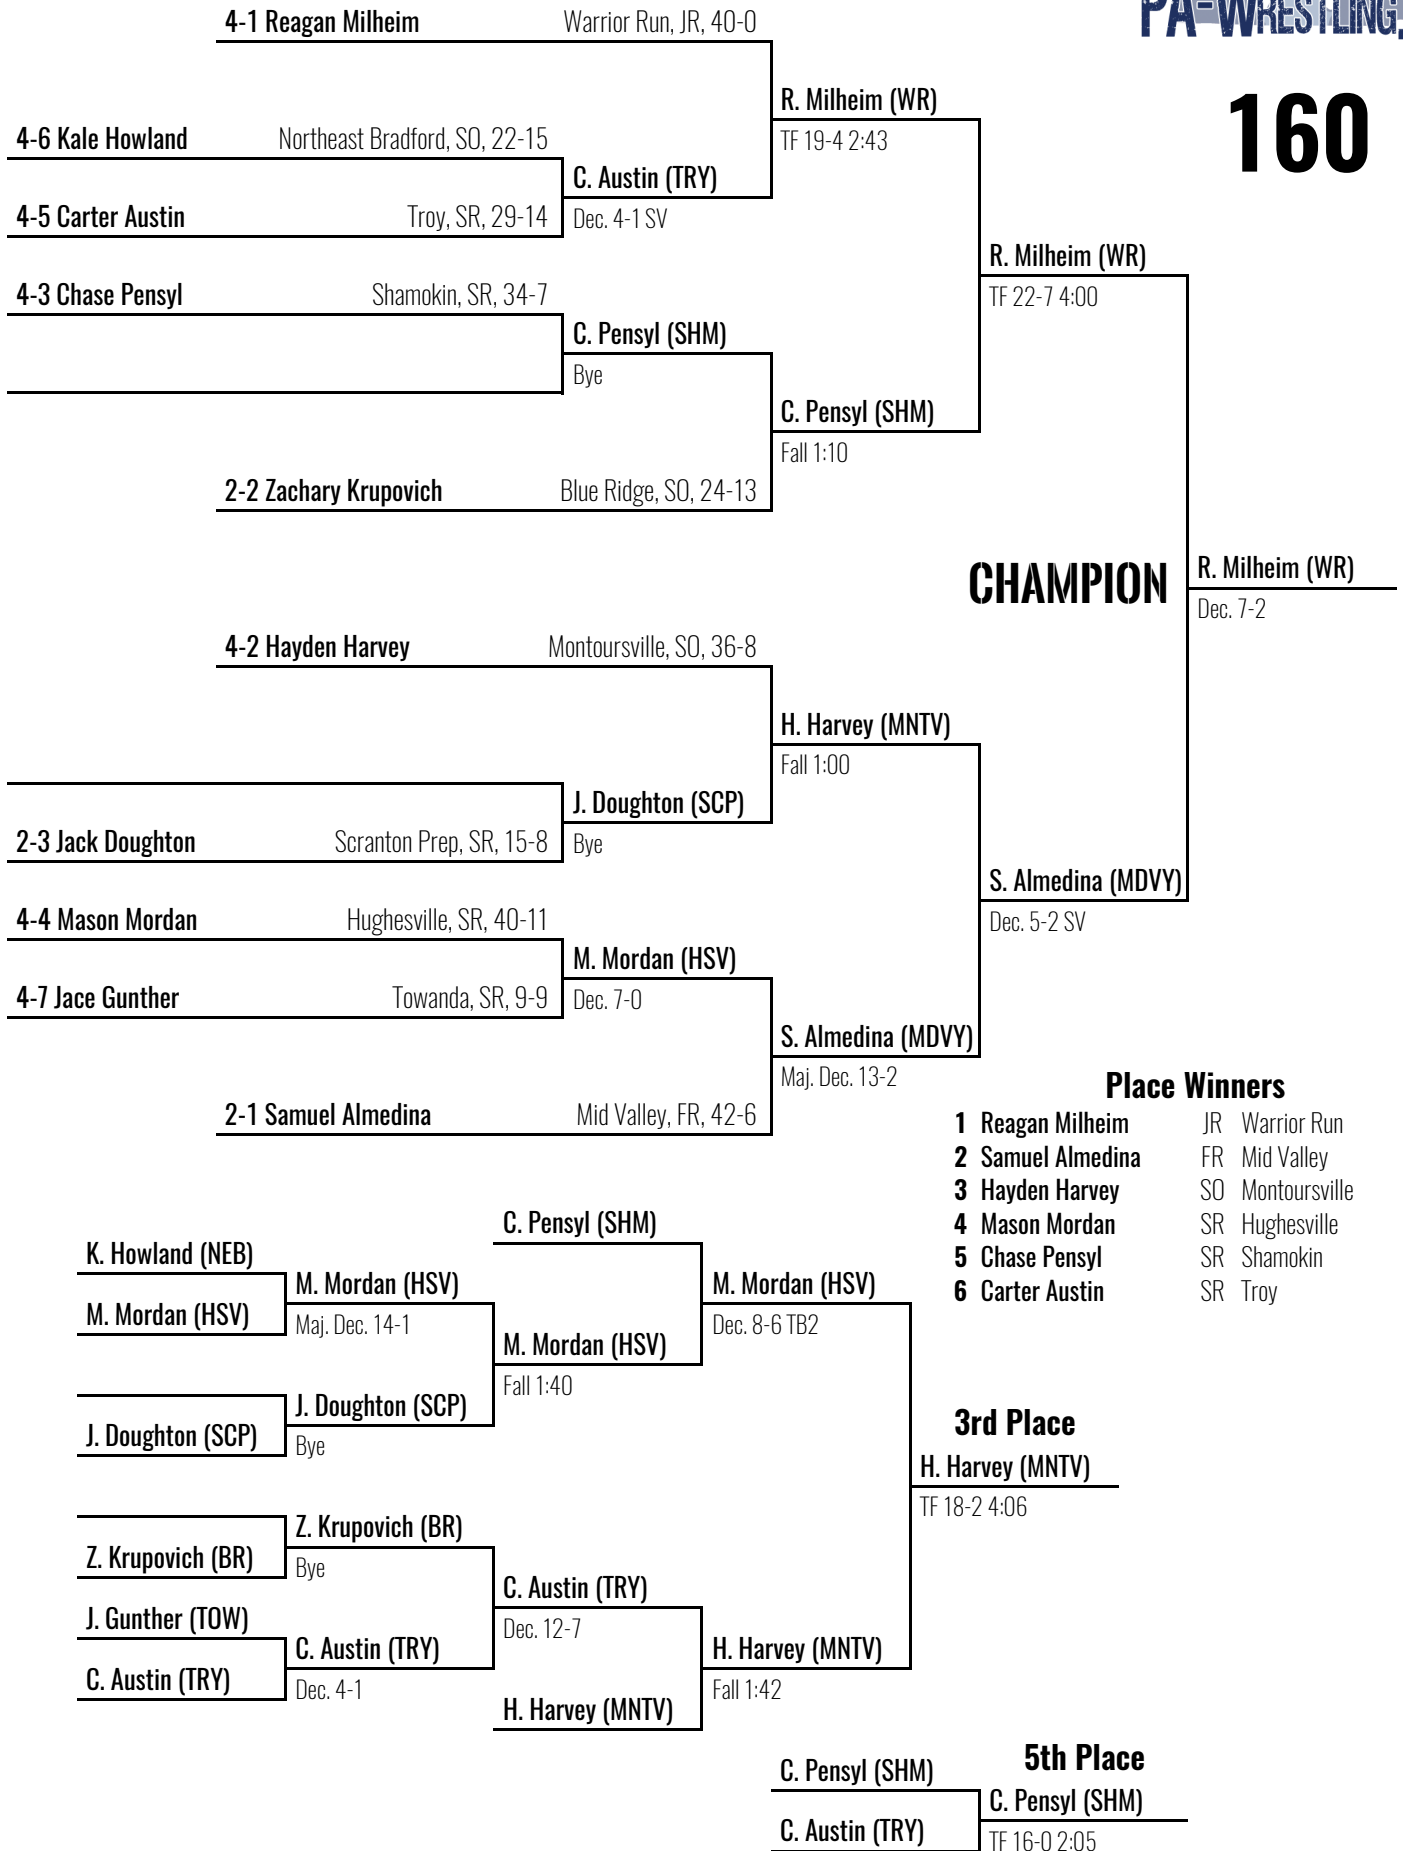 PA-WRESTLING.
160
4-1 Reagan Milheim Warrior Run, JR, 40-0
R. Milheim (WR)
TF 19-4 2:43
4-6 Kale Howland Northeast Bradford, SO, 22-15
C. Austin (TRY)
Dec. 4-1 SV
4-5 Carter Austin Troy, SR, 29-14
R. Milheim (WR)
TF 22-7 4:00
4-3 Chase Pensyl Shamokin, SR, 34-7
C. Pensyl (SHM)
Bye
C. Pensyl (SHM)
Fall 1:10
2-2 Zachary Krupovich Blue Ridge, SO, 24-13
CHAMPION
R. Milheim (WR)
Dec. 7-2
4-2 Hayden Harvey Montoursville, SO, 36-8
H. Harvey (MNTV)
Fall 1:00
J. Doughton (SCP)
Bye
2-3 Jack Doughton Scranton Prep, SR, 15-8
S. Almedina (MDVY)
Dec. 5-2 SV
4-4 Mason Mordan Hughesville, SR, 40-11
M. Mordan (HSV)
Dec. 7-0
4-7 Jace Gunther Towanda, SR, 9-9
S. Almedina (MDVY)
Maj. Dec. 13-2
2-1 Samuel Almedina Mid Valley, FR, 42-6
Place Winners
1 Reagan Milheim JR Warrior Run
2 Samuel Almedina FR Mid Valley
3 Hayden Harvey SO Montoursville
4 Mason Mordan SR Hughesville
5 Chase Pensyl SR Shamokin
6 Carter Austin SR Troy
C. Pensyl (SHM)
K. Howland (NEB)
M. Mordan (HSV)
Maj. Dec. 14-1
M. Mordan (HSV)
M. Mordan (HSV)
Dec. 8-6 TB2
M. Mordan (HSV)
Fall 1:40
J. Doughton (SCP)
Bye
J. Doughton (SCP)
3rd Place
H. Harvey (MNTV)
TF 18-2 4:06
Z. Krupovich (BR)
Bye
Z. Krupovich (BR)
C. Austin (TRY)
Dec. 12-7
J. Gunther (TOW)
C. Austin (TRY)
Dec. 4-1
C. Austin (TRY)
H. Harvey (MNTV)
Fall 1:42
H. Harvey (MNTV)
5th Place
C. Pensyl (SHM)
C. Pensyl (SHM)
TF 16-0 2:05
C. Austin (TRY)